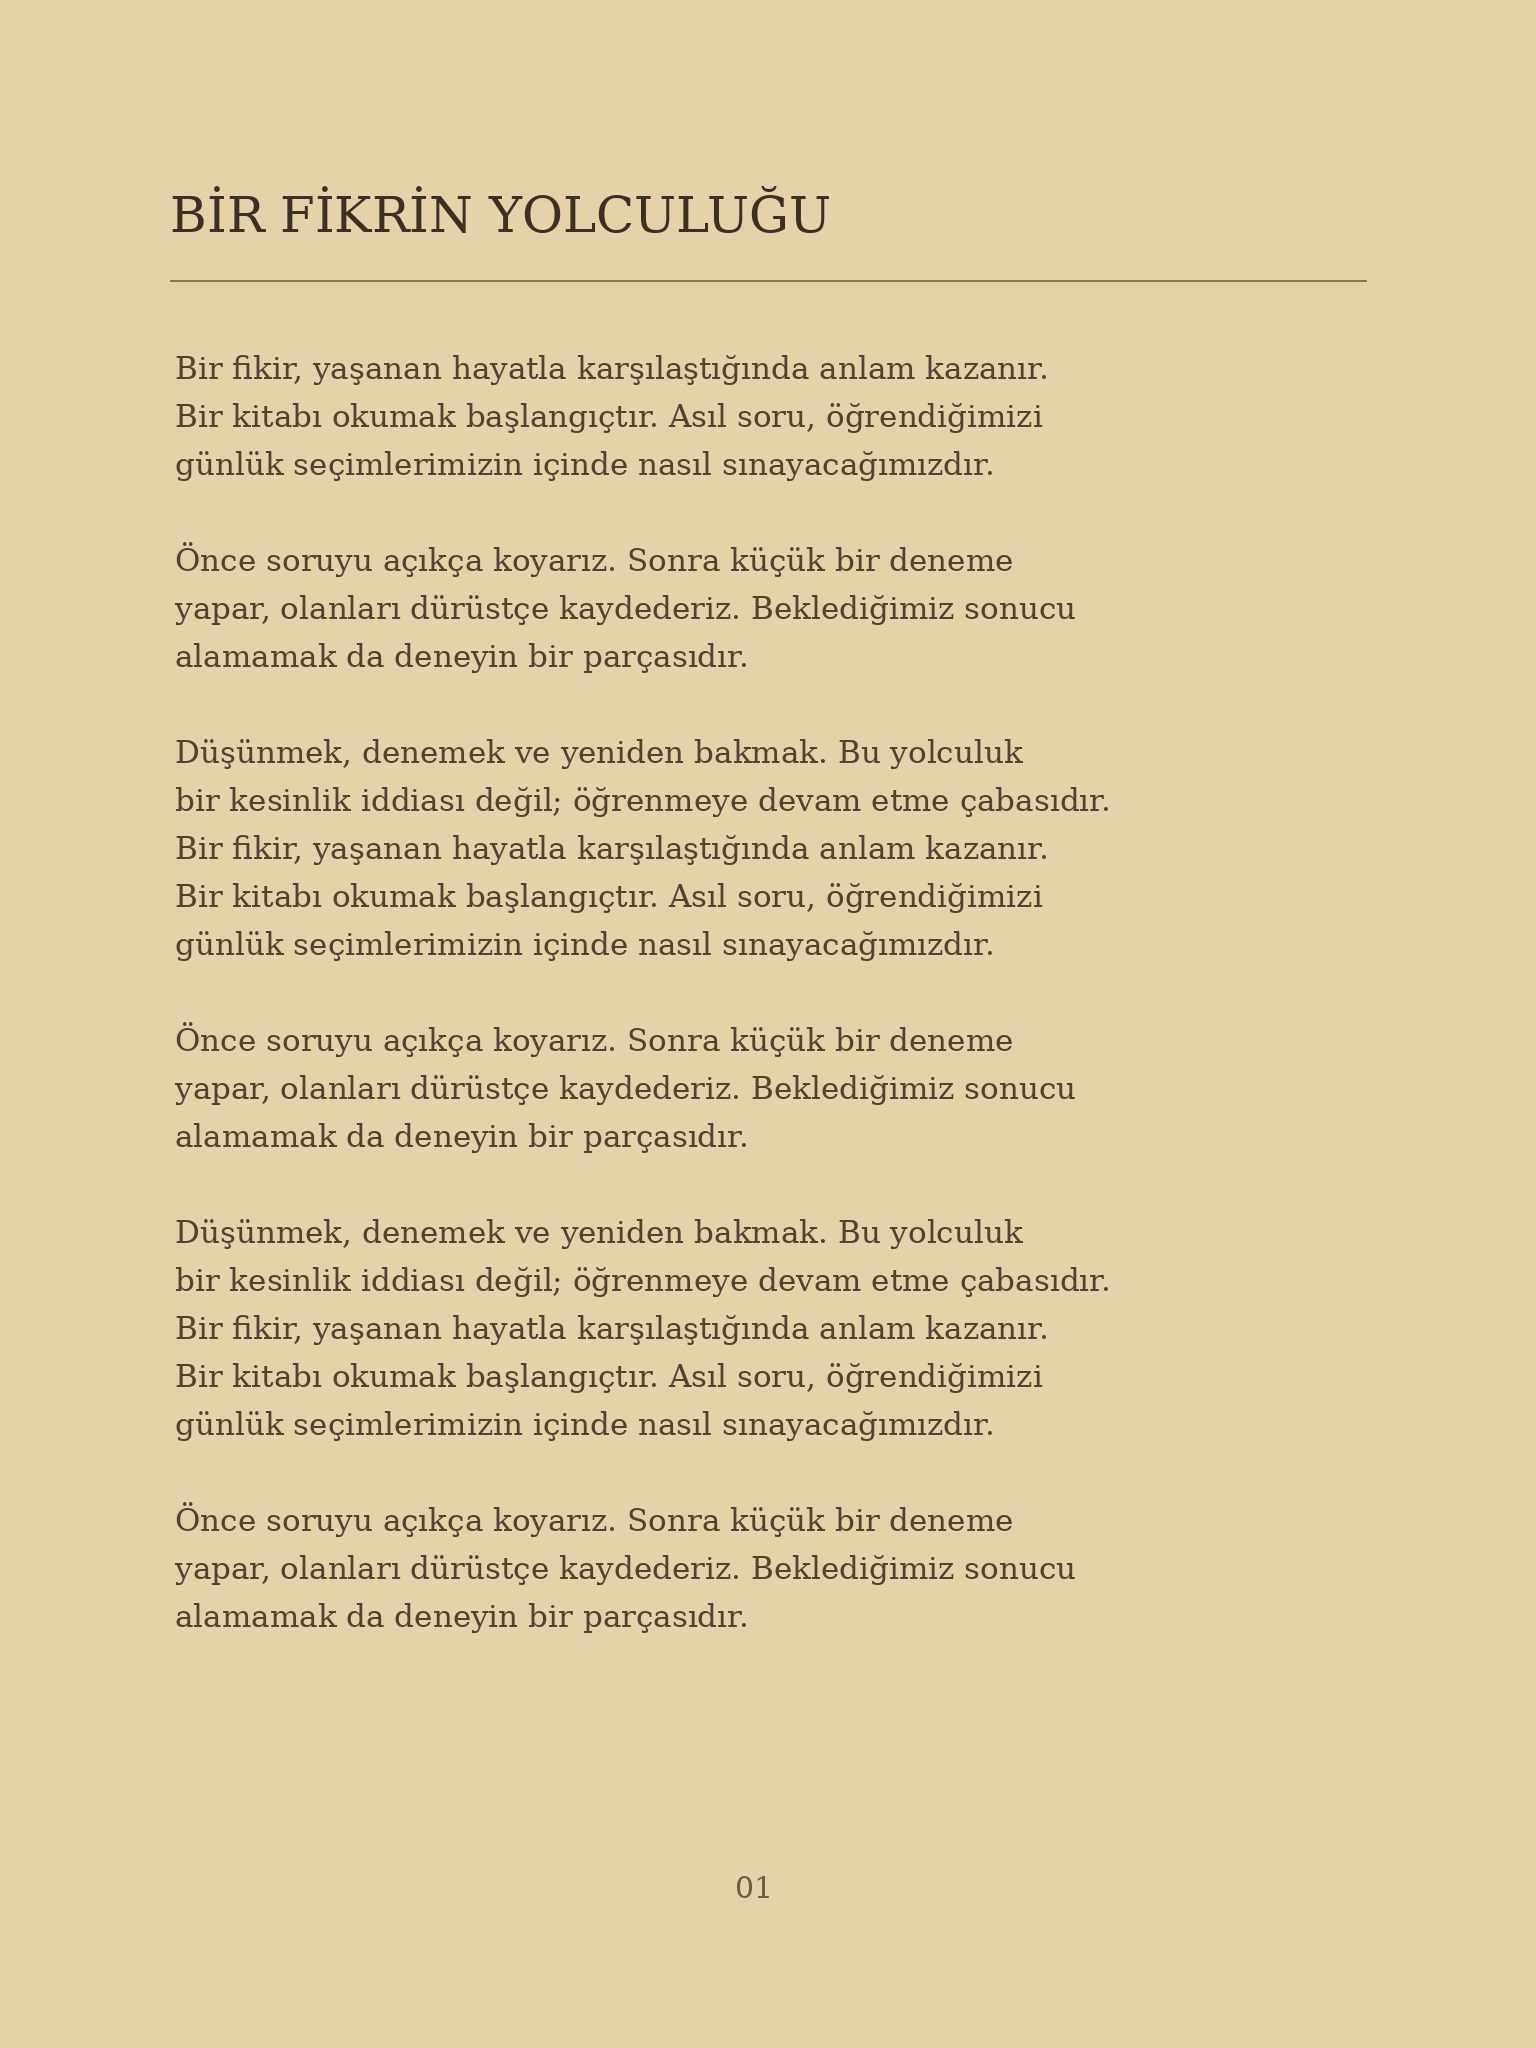 BİR FİKRİN YOLCULUĞU
Bir fikir, yaşanan hayatla karşılaştığında anlam kazanır.
Bir kitabı okumak başlangıçtır. Asıl soru, öğrendiğimizi
günlük seçimlerimizin içinde nasıl sınayacağımızdır.
Önce soruyu açıkça koyarız. Sonra küçük bir deneme
yapar, olanları dürüstçe kaydederiz. Beklediğimiz sonucu
alamamak da deneyin bir parçasıdır.
Düşünmek, denemek ve yeniden bakmak. Bu yolculuk
bir kesinlik iddiası değil; öğrenmeye devam etme çabasıdır.
Bir fikir, yaşanan hayatla karşılaştığında anlam kazanır.
Bir kitabı okumak başlangıçtır. Asıl soru, öğrendiğimizi
günlük seçimlerimizin içinde nasıl sınayacağımızdır.
Önce soruyu açıkça koyarız. Sonra küçük bir deneme
yapar, olanları dürüstçe kaydederiz. Beklediğimiz sonucu
alamamak da deneyin bir parçasıdır.
Düşünmek, denemek ve yeniden bakmak. Bu yolculuk
bir kesinlik iddiası değil; öğrenmeye devam etme çabasıdır.
Bir fikir, yaşanan hayatla karşılaştığında anlam kazanır.
Bir kitabı okumak başlangıçtır. Asıl soru, öğrendiğimizi
günlük seçimlerimizin içinde nasıl sınayacağımızdır.
Önce soruyu açıkça koyarız. Sonra küçük bir deneme
yapar, olanları dürüstçe kaydederiz. Beklediğimiz sonucu
alamamak da deneyin bir parçasıdır.
01